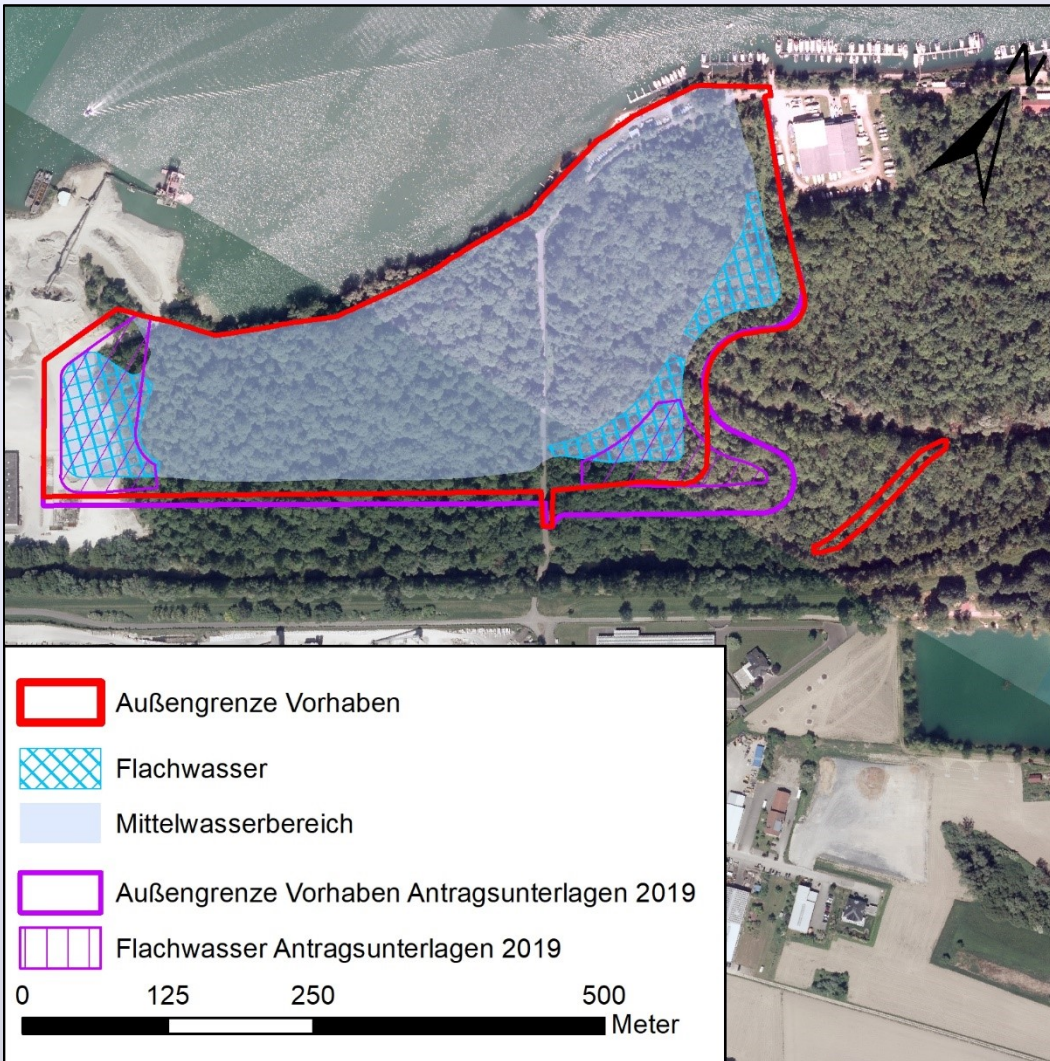 N
Außengrenze Vorhaben
Flachwasser
Mittelwasserbereich
Außengrenze Vorhaben Antragsunterlagen 2019
Flachwasser Antragsunterlagen 2019
0 125 250 500
Meter